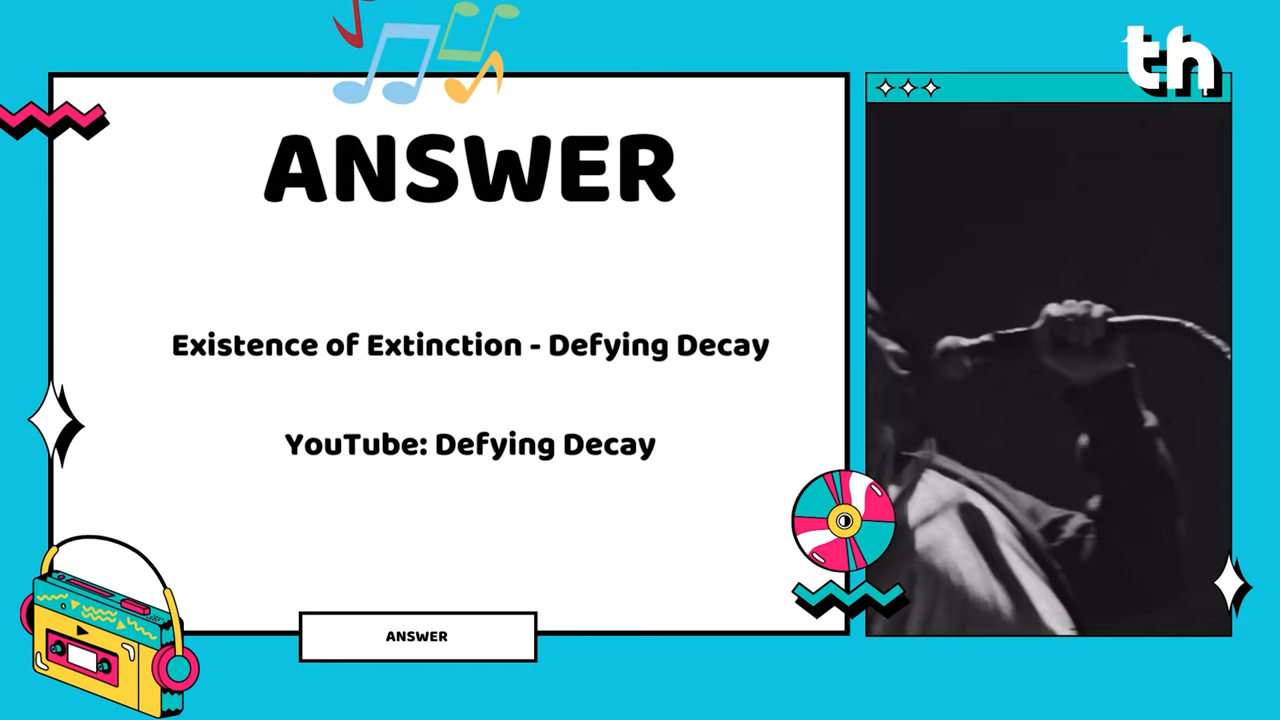 th
ANSWER
Existence of Extinction - Defying Decay
YouTube: Defying Decay
ANSWER